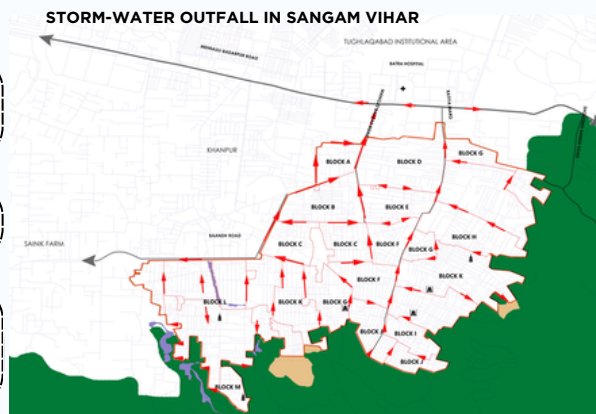 STORM-WATER OUTFALL IN SANGAM VIHAR
TUGHLAQABAD INSTITUTIONAL AREA
MEHRAULI BADARPUR ROAD
BATRA HOSPITAL
KHANPUR
SAINIK FARM
BLOCK A
BLOCK D
BLOCK G
BLOCK B
BLOCK E
BLOCK C
BLOCK C
BLOCK F
BLOCK G
BLOCK H
BLOCK F
BLOCK K
BLOCK L
BLOCK K
BLOCK G
BLOCK I
BLOCK J
BLOCK M